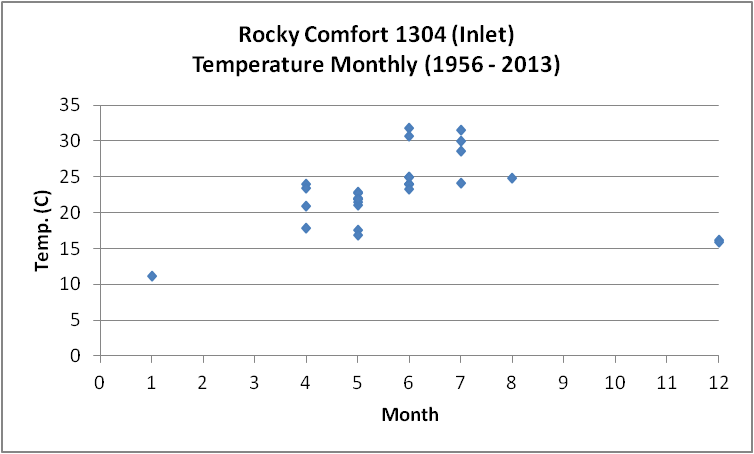 Rocky Comfort 1304 (Inlet)
Temperature Monthly (1956 - 2013)
35
30
25
20
15
10
5
0
Temp. (C)
0 1 2 3 4 5 6 7 8 9 10 11 12
Month